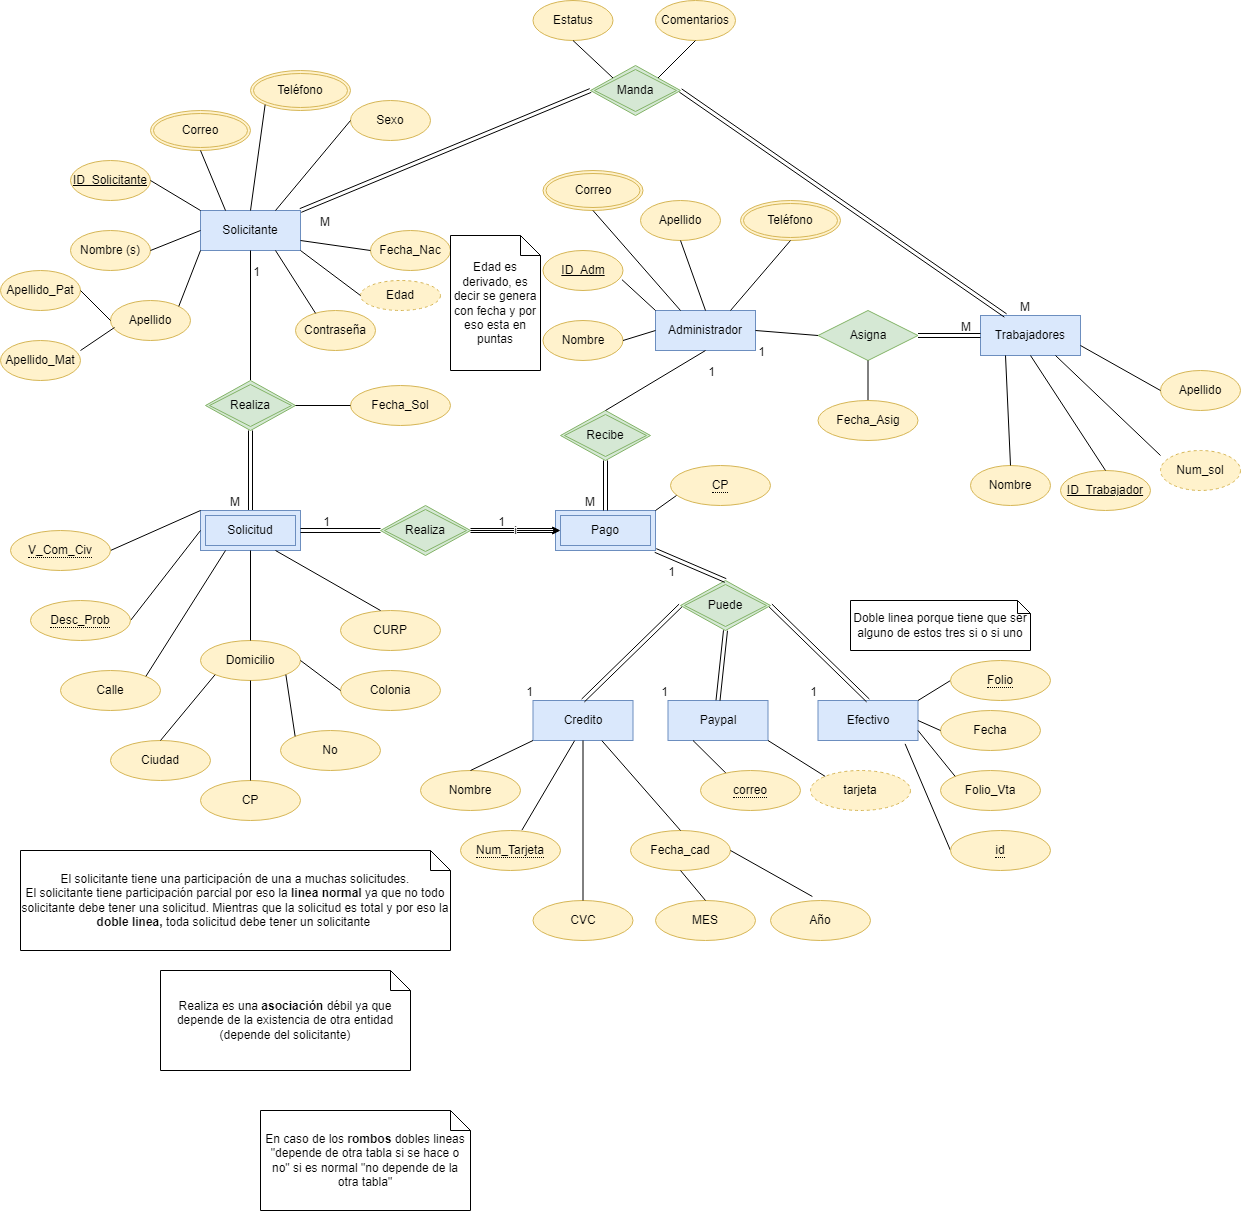 Estatus
Comentarios
Manda
Teléfono
Correo
Sexo
ID_Solicitante
Solicitante
M
Nombre (s)
Fecha_Nac
Apellido_Pat
Apellido
Edad
Contraseña
Apellido_Mat
1
Edad es
derivado, es
decir se genera
con fecha y por
eso esta en
puntas
Correo
Apellido
Teléfono
ID_Adm
Nombre
Administrador
1
1
Asigna
M
M
Trabajadores
Fecha_Asig
Apellido
Num_sol
Nombre
ID_Trabajador
Realiza
Fecha_Sol
Recibe
CP
M
M
Solicitud
1
Realiza
1
i
Pago
1
V_Com_Civ
Desc_Prob
Calle
Domicilio
CURP
Colonia
No
Ciudad
CP
Puede
Doble linea porque tiene que ser
alguno de estos tres si o si uno
1
1
1
Credito
Paypal
Efectivo
Folio
Fecha
Folio_Vta
id
Nombre
correo
tarjeta
Num_Tarjeta
Fecha_cad
CVC
MES
Año
El solicitante tiene una participación de una a muchas solicitudes.
El solicitante tiene participación parcial por eso la linea normal ya que no todo
solicitante debe tener una solicitud. Mientras que la solicitud es total y por eso la
doble linea, toda solicitud debe tener un solicitante
Realiza es una asociación débil ya que
depende de la existencia de otra entidad
(depende del solicitante)
En caso de los rombos dobles lineas
"depende de otra tabla si se hace o
no" si es normal "no depende de la
otra tabla"